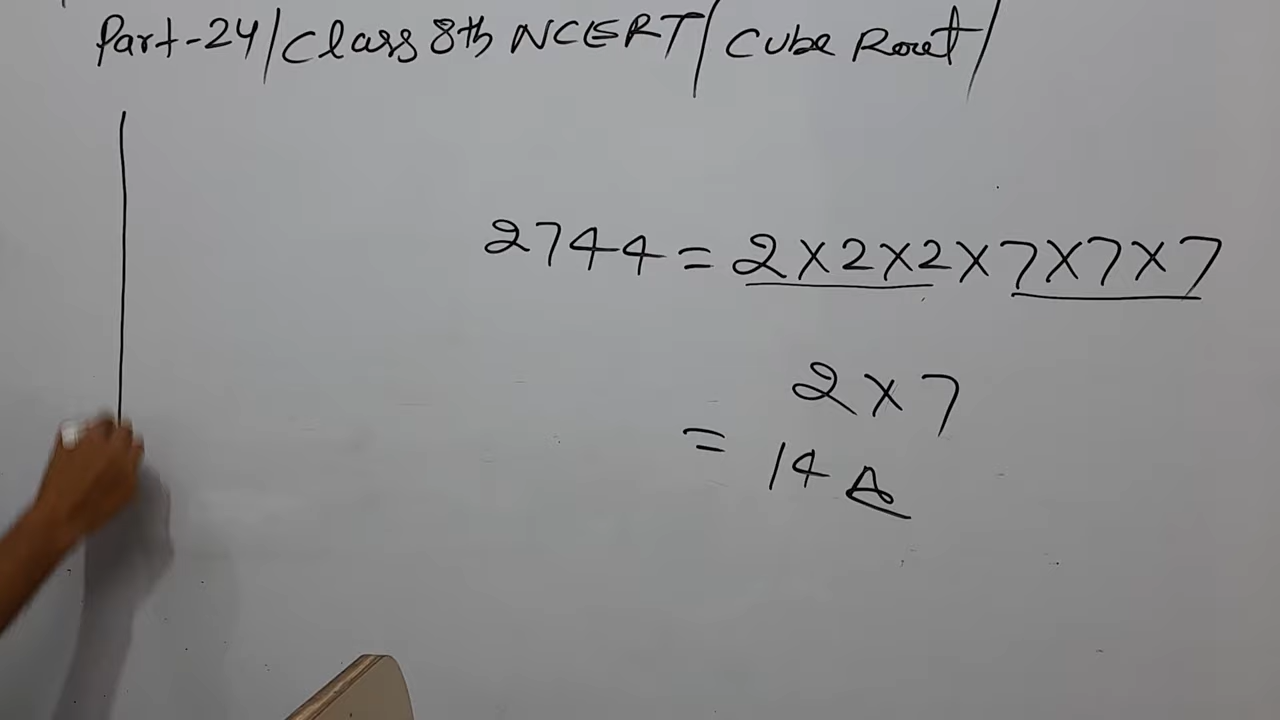 Part-24/Class 8th NCERT/Cube Root/
2744 = 2×2×2×7×7×7
2×7
= 14 A